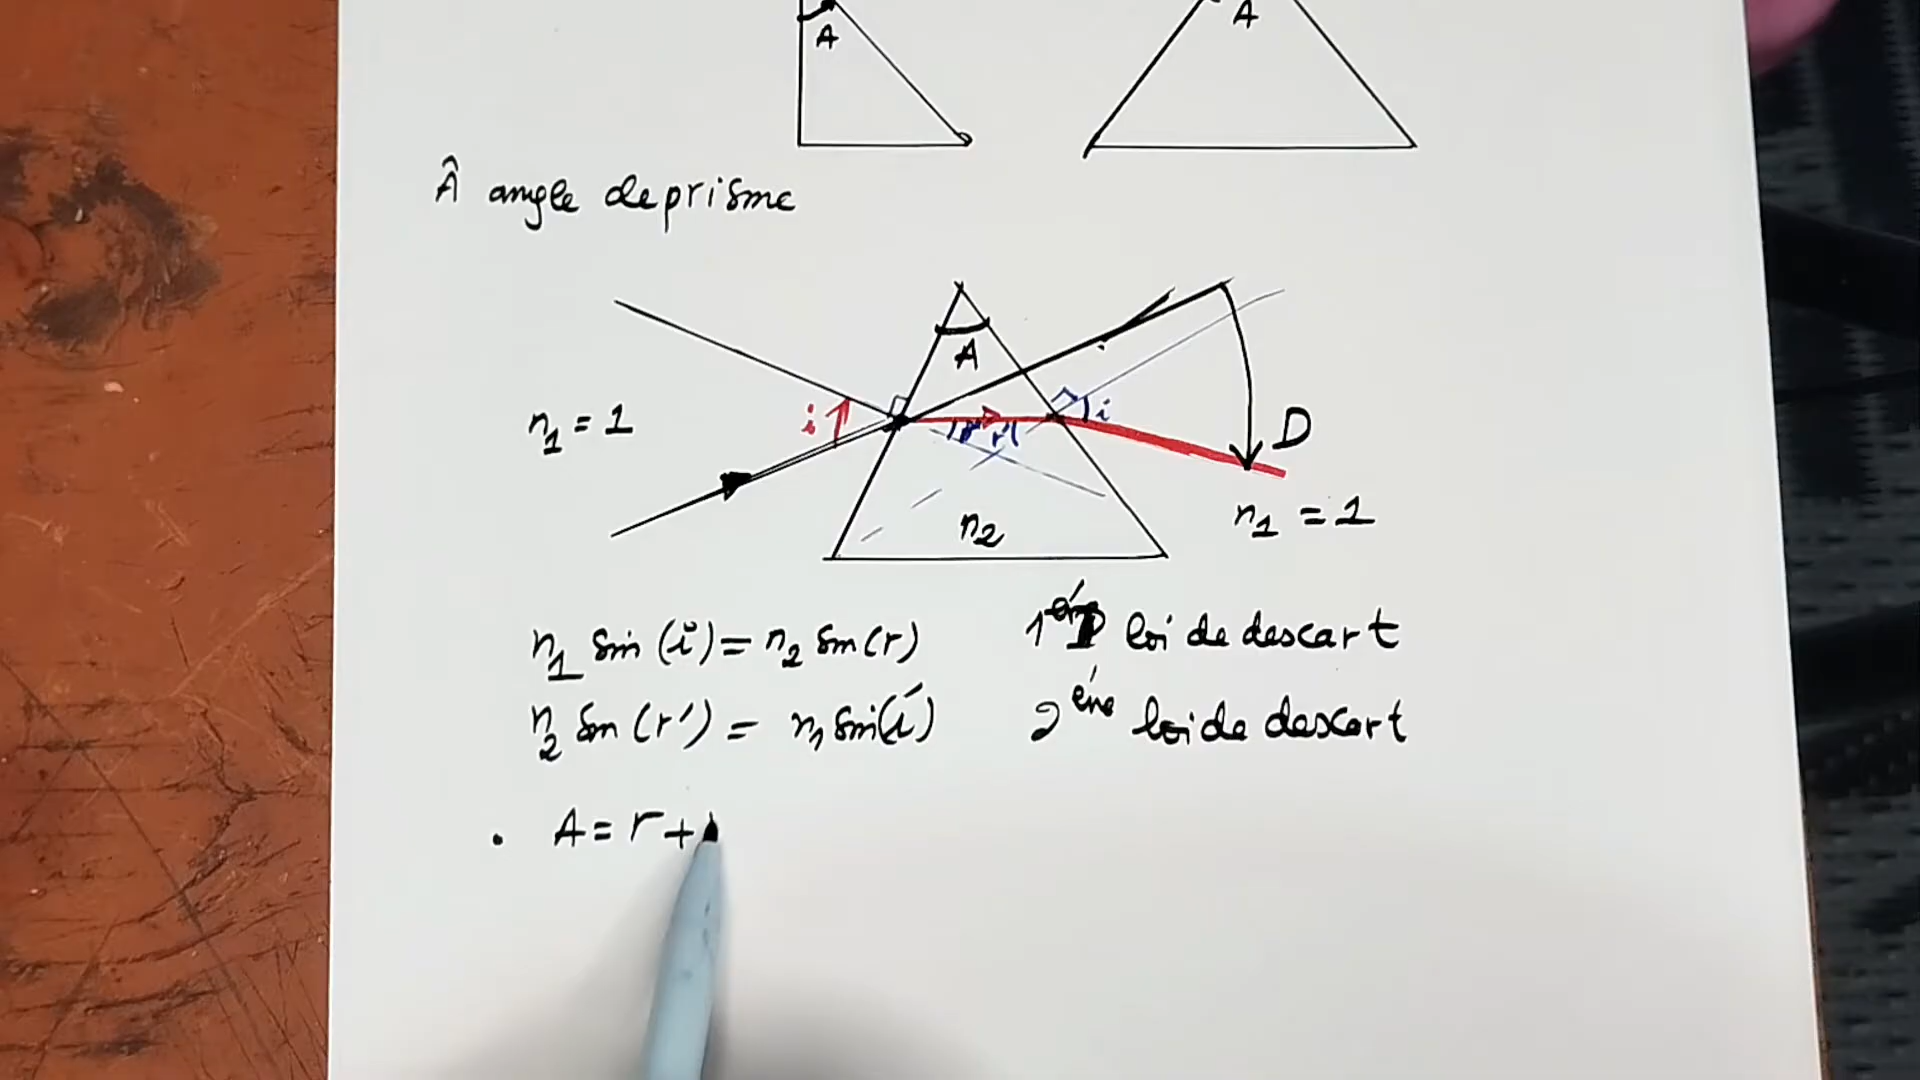 A
A
Â angle de prisme
A
n₁ = 1
i
r
r'
i
D
n₂
n₁ = 1
n₁ sin (i) = n₂ sin(r)
loi de descart
n₂ sin (r') = n₁ sin(i')
2ème loi de descart
. A = r +